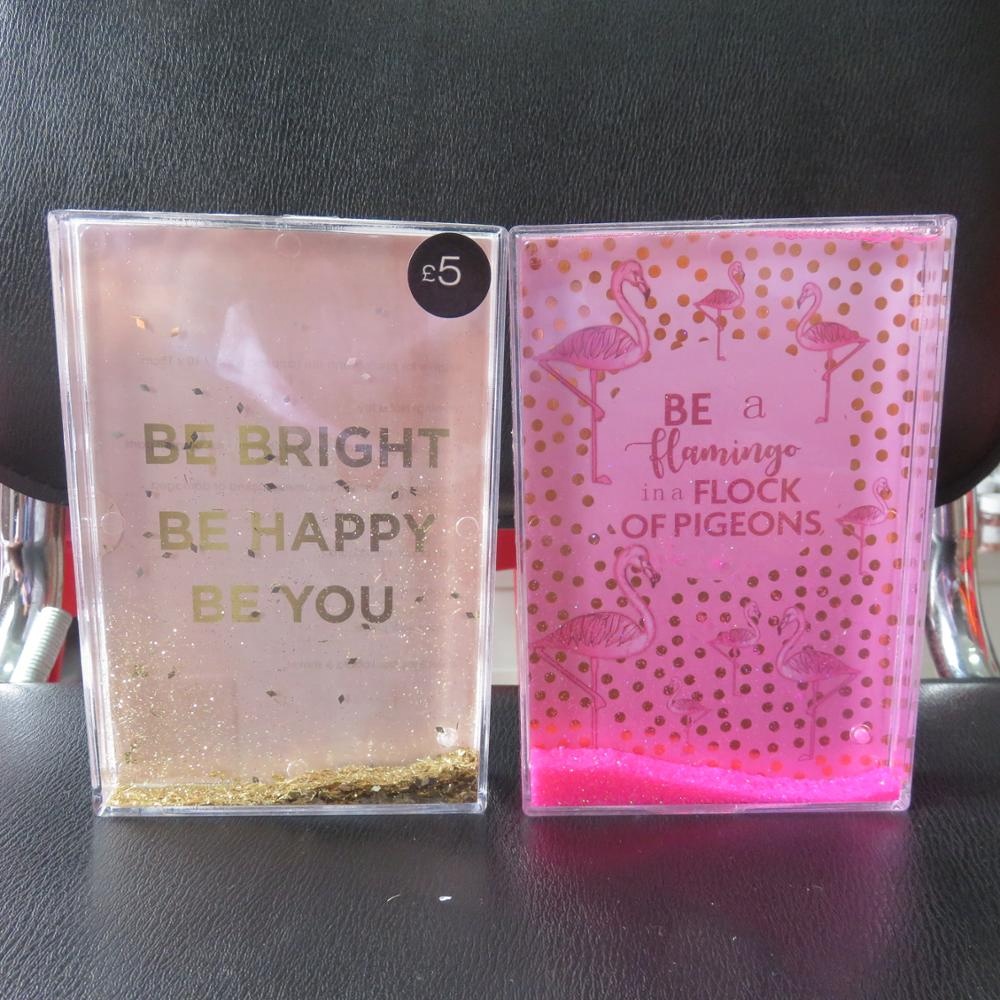 £5
BE BRIGHT
BE HAPPY
BE YOU
BE a
flamingo
in a FLOCK
OF PIGEONS